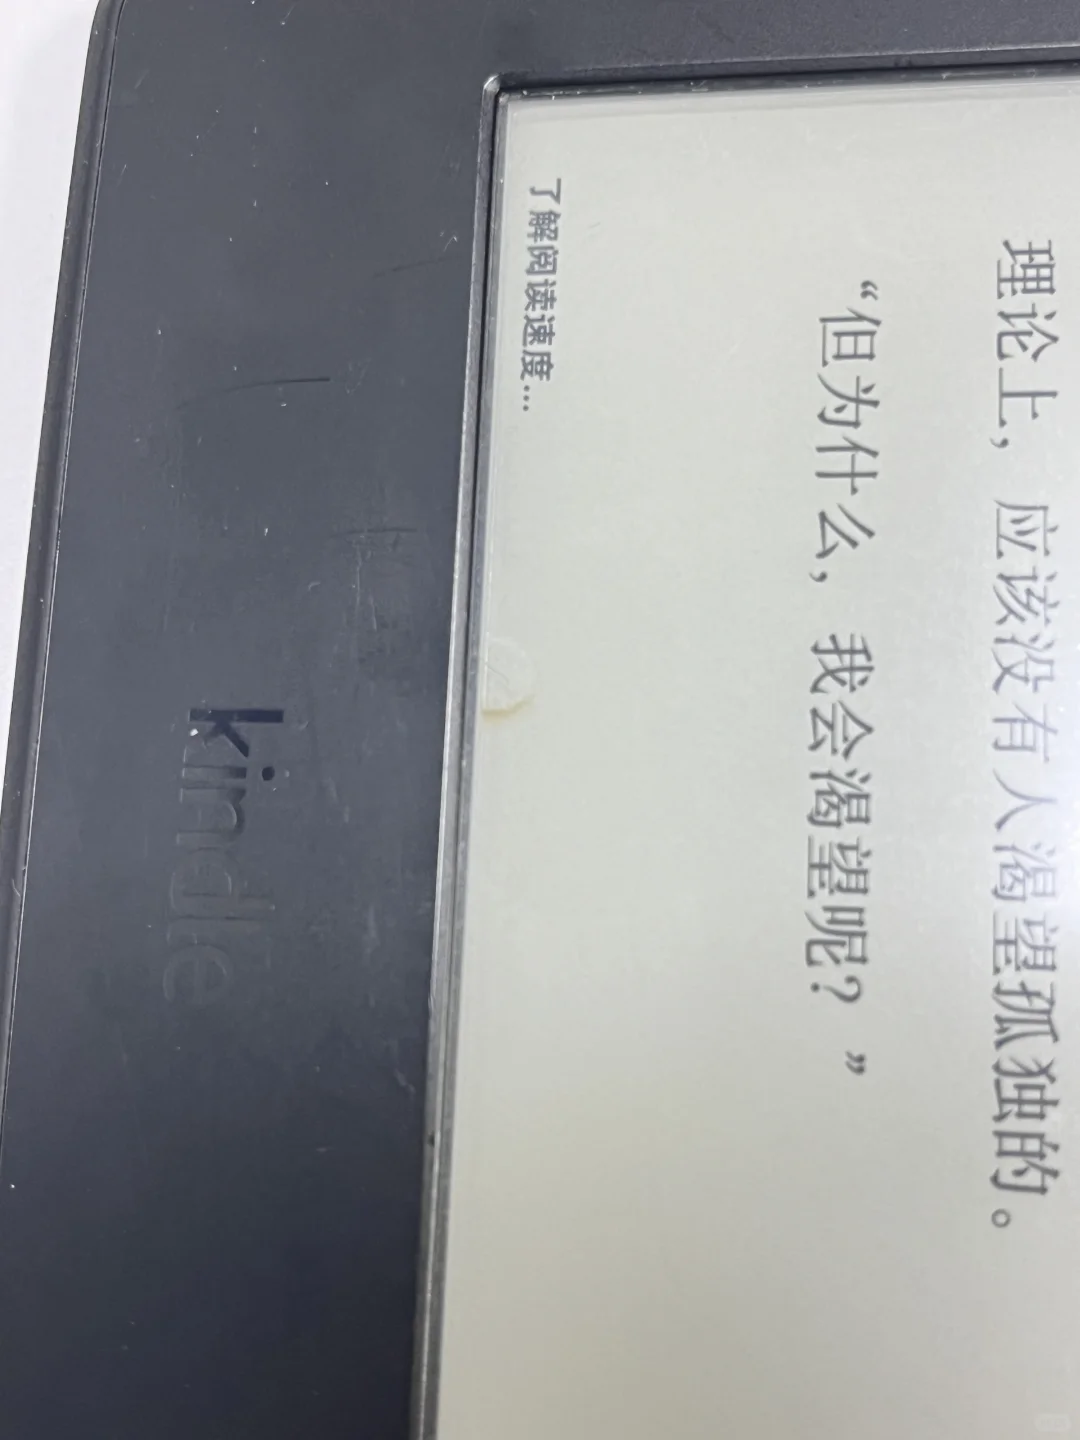 理论上，应该没有人渴望孤独的。
“但为什么，我会渴望呢？”
了解阅读速度...
kindle